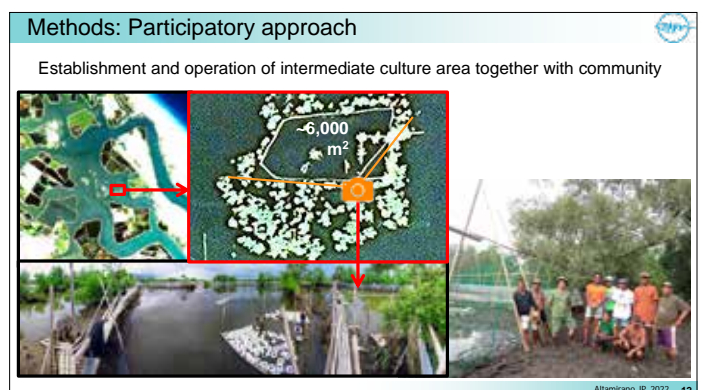 Methods: Participatory approach
Establishment and operation of intermediate culture area together with community
~6,000
m²
Altamirano JP, 2022 12